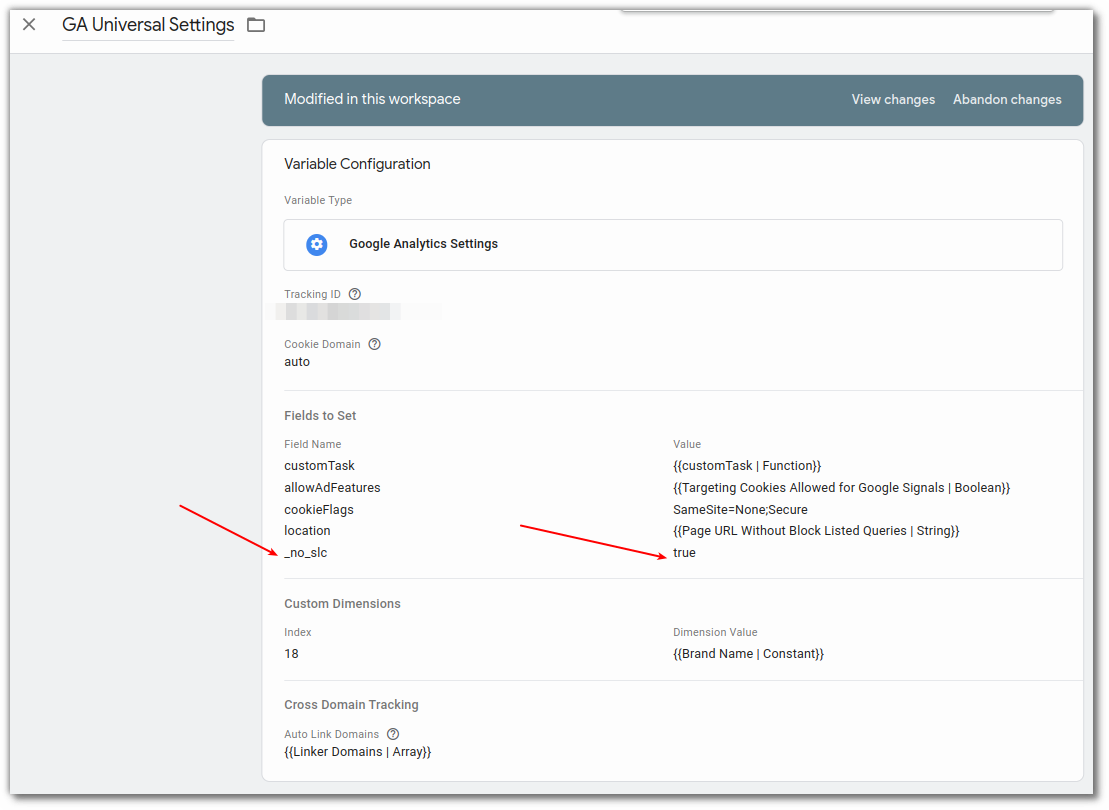 GA Universal Settings
Modified in this workspace View changes Abandon changes
Variable Configuration
Variable Type
Google Analytics Settings
Tracking ID
Cookie Domain
auto
Fields to Set
Field Name Value
customTask {{customTask | Function}}
allowAdFeatures {{Targeting Cookies Allowed for Google Signals | Boolean}}
cookieFlags SameSite=None;Secure
location {{Page URL Without Block Listed Queries | String}}
_no_slc true
Custom Dimensions
Index Dimension Value
18 {{Brand Name | Constant}}
Cross Domain Tracking
Auto Link Domains
{{Linker Domains | Array}}